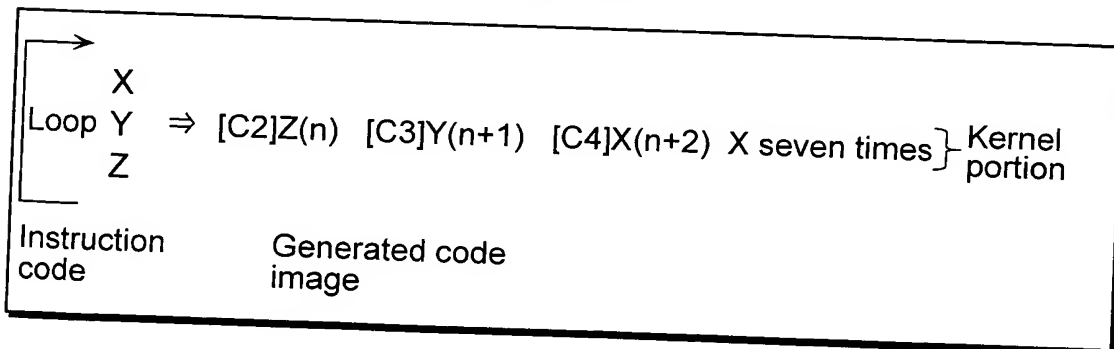 X
Loop Y ⇒ [C2]Z(n) [C3]Y(n+1) [C4]X(n+2) X seven times Kernel
portion
Z
Instruction
code
Generated code
image